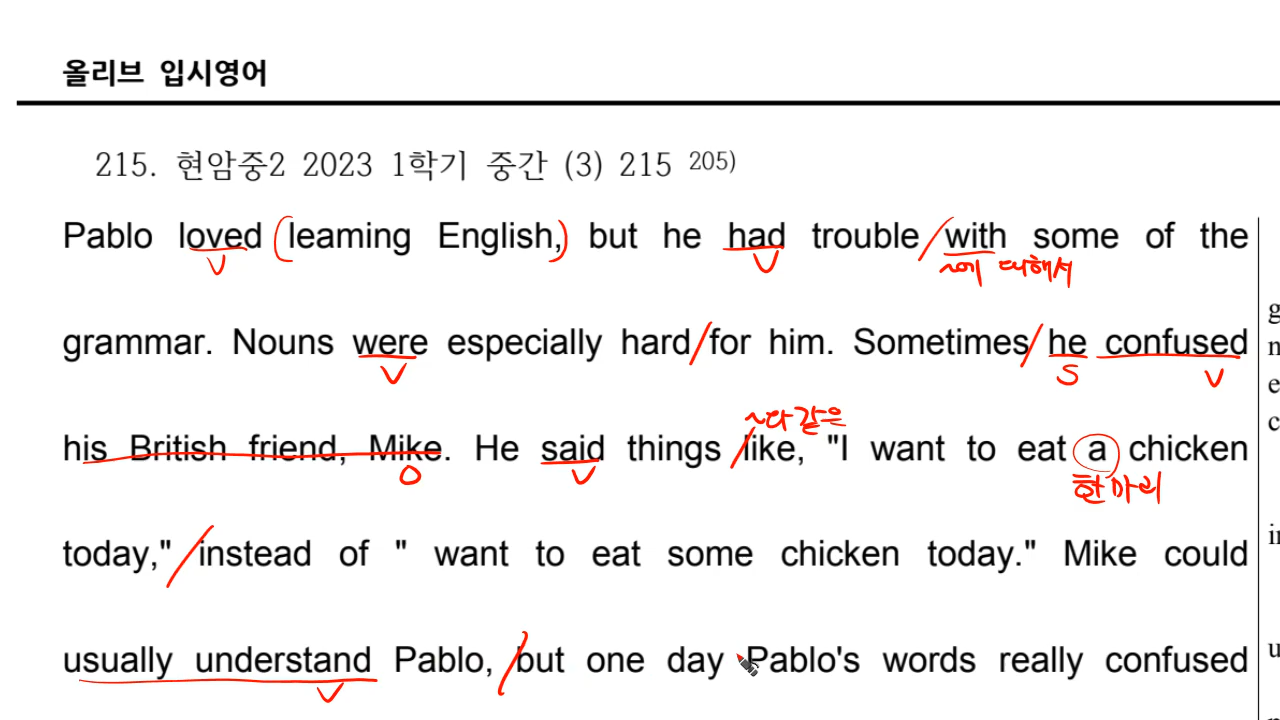 올리브 입시영어
215. 현암중2 2023 1학기 중간 (3) 215 205)
Pablo loved (leaming English,) but he had trouble / with some of the
V V ~에 대해서
grammar. Nouns were especially hard / for him. Sometimes / he confused
V S V
~과 같은
his British friend, Mike. He said things / like, "I want to eat a chicken
O V 한마리
today," / instead of " want to eat some chicken today." Mike could
usually understand Pablo, / but one day Pablo's words really confused
V
g
n
e
c
in
u